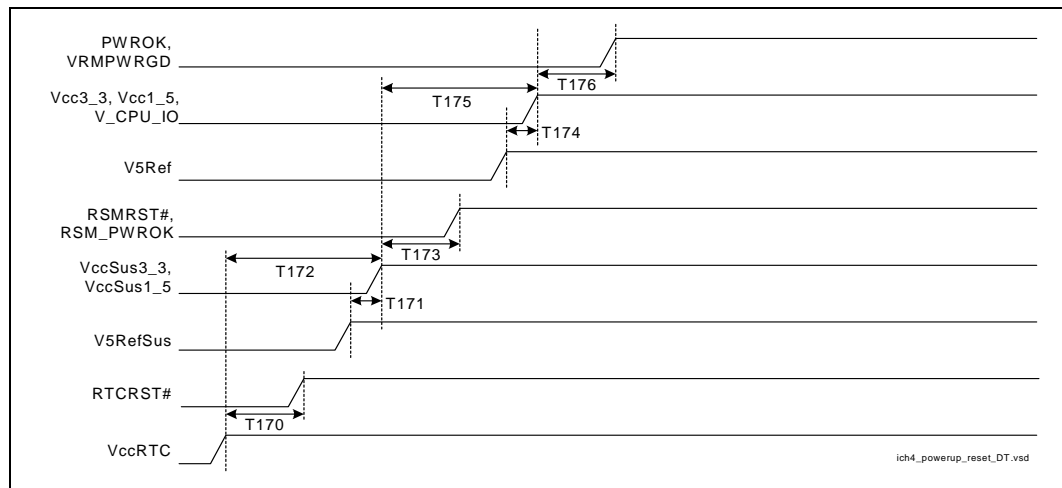 PWROK,
VRMPWRGD
T176
Vcc3_3, Vcc1_5,
V_CPU_IO
T175
T174
V5Ref
RSMRST#,
RSM_PWROK
T173
VccSus3_3,
VccSus1_5
T172
T171
V5RefSus
RTCRST#
T170
VccRTC
ich4_powerup_reset_DT.vsd